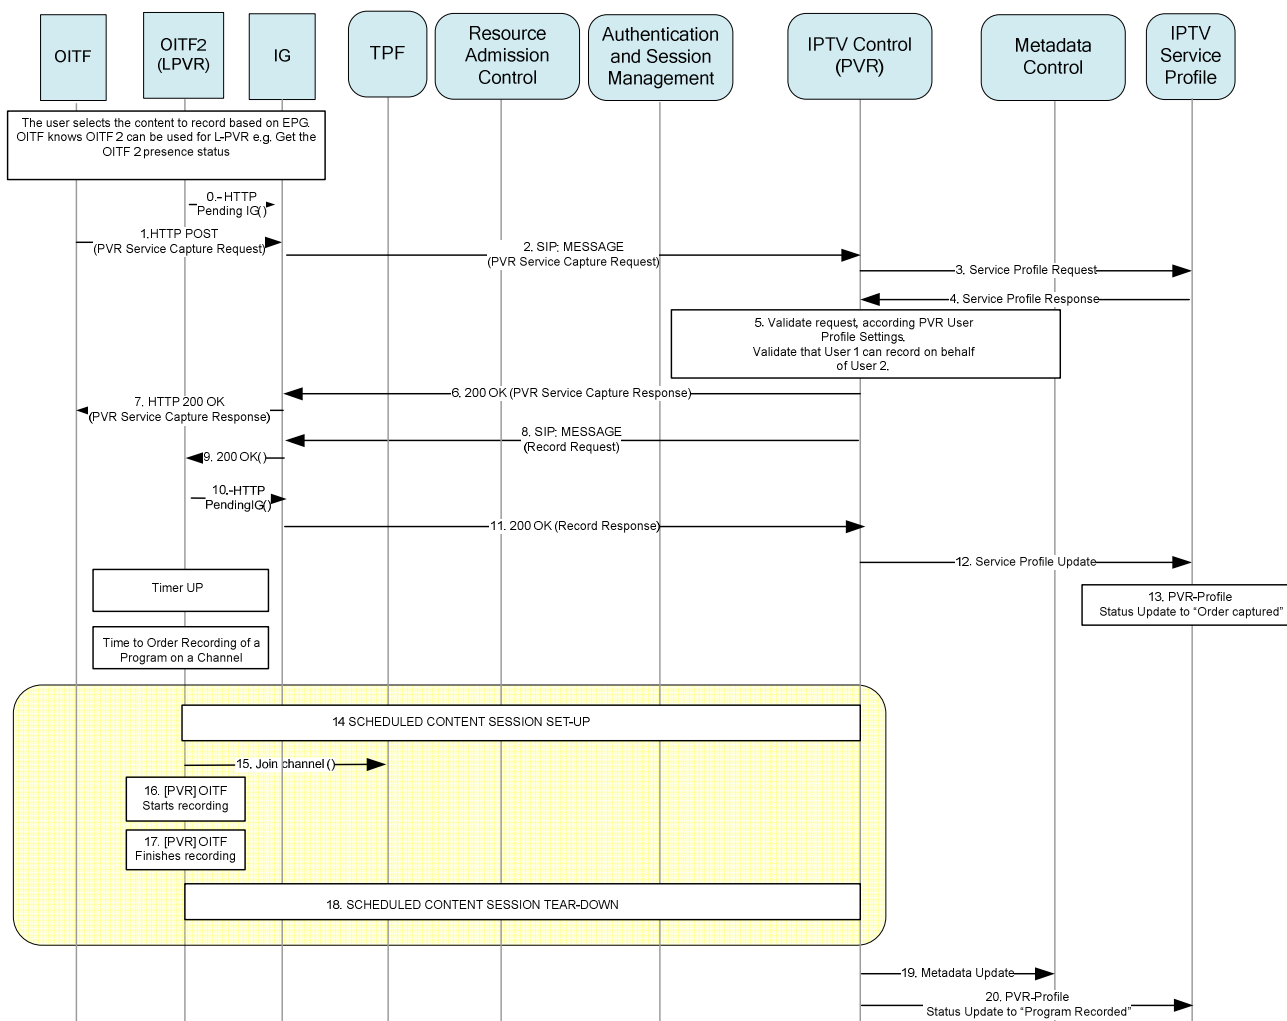 OITF
OITF2
(LPVR)
IG
TPF
Resource
Admission
Control
Authentication
and Session
Management
IPTV Control
(PVR)
Metadata
Control
IPTV
Service
Profile
The user selects the content to record based on EPG.
OITF knows OITF 2 can be used for L-PVR e.g. Get the
OITF 2 presence status
0.- HTTP
Pending IG()
1.HTTP POST
(PVR Service Capture Request)
2. SIP: MESSAGE
(PVR Service Capture Request)
3. Service Profile Request
4. Service Profile Response
5. Validate request, according PVR User
Profile Settings.
Validate that User 1 can record on behalf
of User 2.
6. 200 OK (PVR Service Capture Response)
7. HTTP 200 OK
(PVR Service Capture Response)
8. SIP: MESSAGE
(Record Request)
9. 200 OK()
10.-HTTP
PendingIG()
11. 200 OK (Record Response)
12. Service Profile Update
Timer UP
13. PVR-Profile
Status Update to “Order captured”
Time to Order Recording of a
Program on a Channel
14 SCHEDULED CONTENT SESSION SET-UP
15. Join channel ()
16. [PVR] OITF
Starts recording
17. [PVR] OITF
Finishes recording
18. SCHEDULED CONTENT SESSION TEAR-DOWN
19. Metadata Update
20. PVR-Profile
Status Update to “Program Recorded”